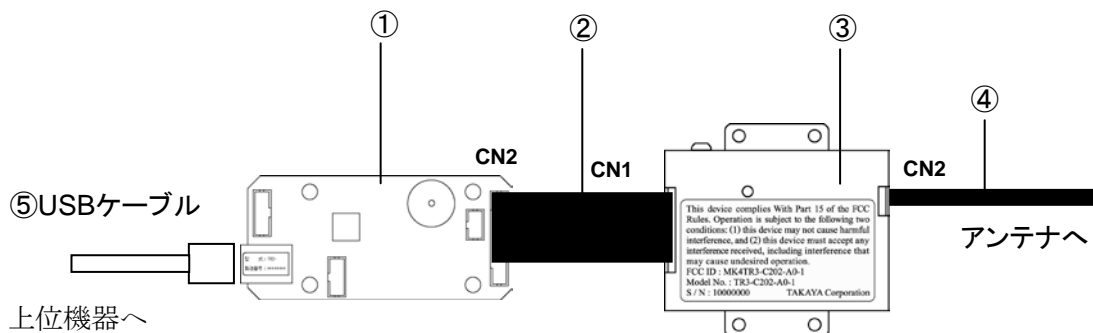 ①
②
③
④
CN2
CN1
CN2
⑤USBケーブル
アンテナへ
上位機器へ
This device complies With Part 15 of the FCC
Rules. Operation is subject to the following two
conditions: (1) this device may not cause harmful
interference, and (2) this device must accept any
interference received, including interference that
may cause undesired operation.
FCC ID : MK4TR3-C202-A0-1
Model No. : TR3-C202-A0-1
S / N : 10000000 TAKAYA Corporation